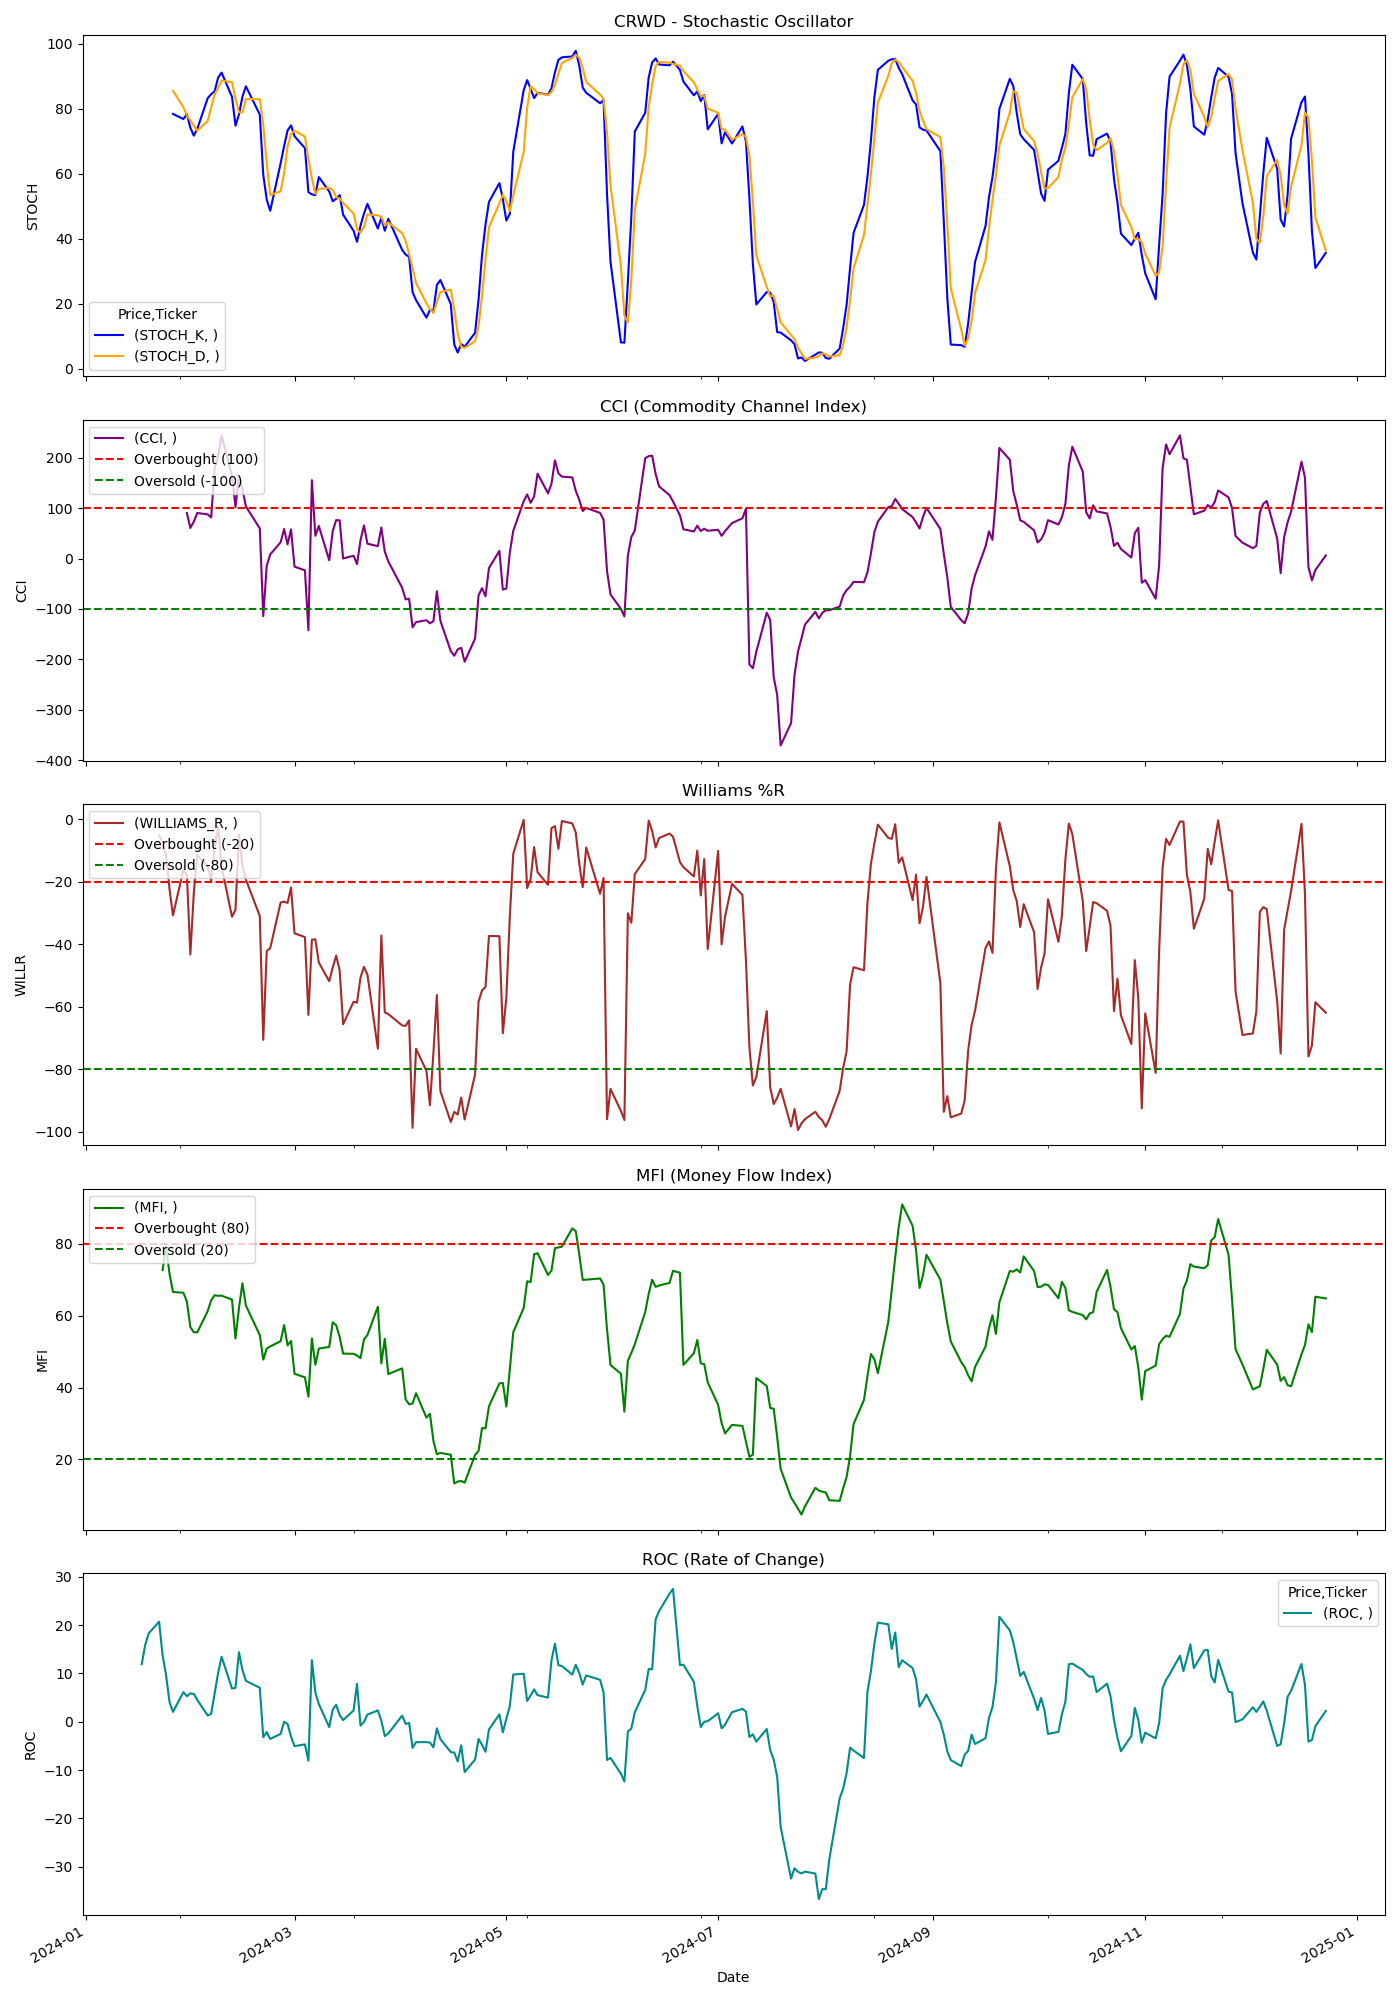 CRWD - Stochastic Oscillator
100
80
60
40
20
0
STOCH
Price,Ticker
(STOCH_K, )
(STOCH_D, )
CCI (Commodity Channel Index)
200
100
0
−100
−200
−300
−400
CCI
(CCI, )
Overbought (100)
Oversold (-100)
Williams %R
0
−20
−40
−60
−80
−100
WILLR
(WILLIAMS_R, )
Overbought (-20)
Oversold (-80)
MFI (Money Flow Index)
80
60
40
20
MFI
(MFI, )
Overbought (80)
Oversold (20)
ROC (Rate of Change)
30
20
10
0
−10
−20
−30
ROC
Price,Ticker
(ROC, )
2024-01
2024-03
2024-05
2024-07
2024-09
2024-11
2025-01
Date